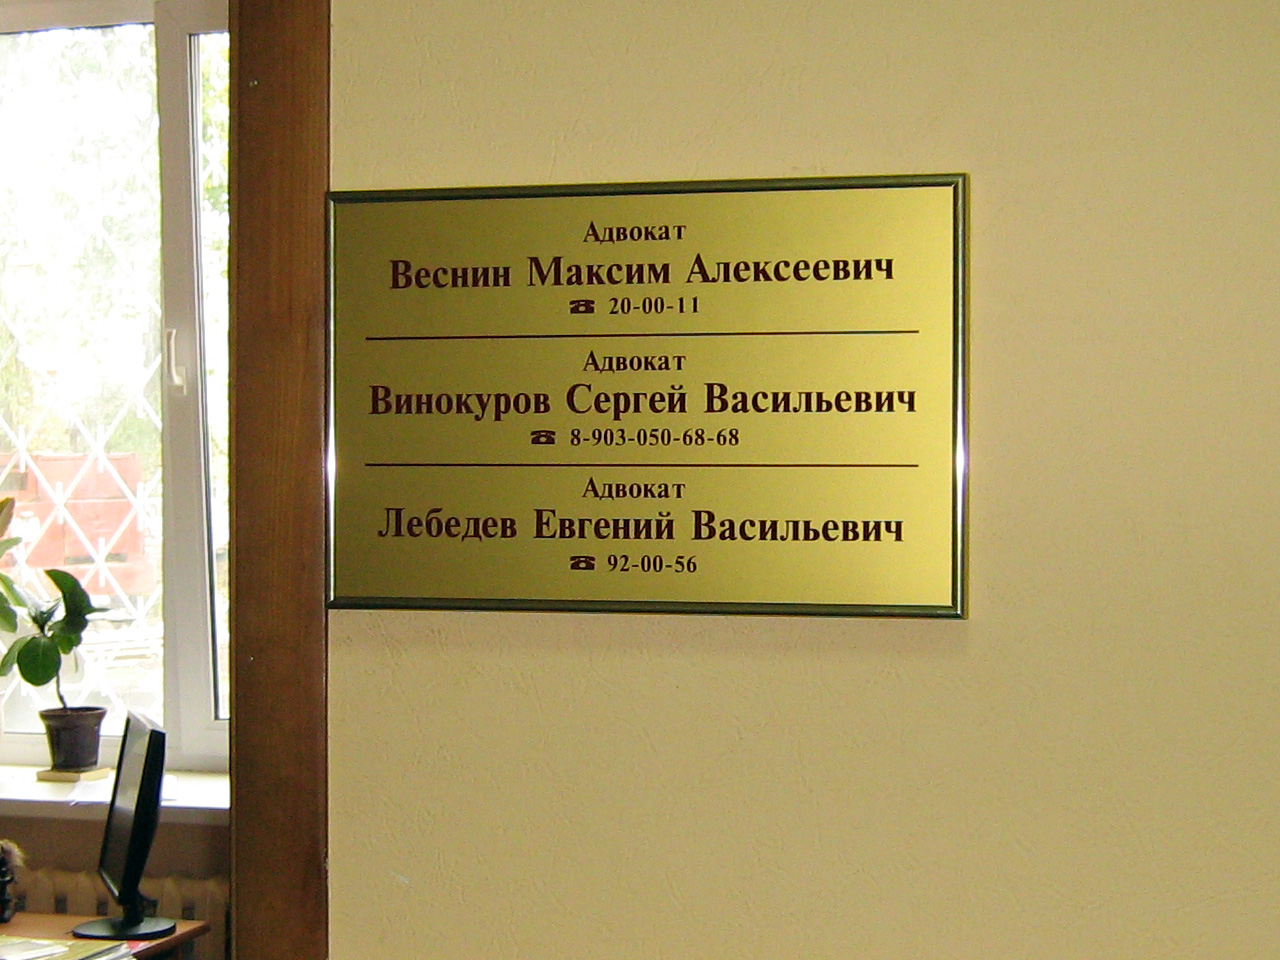 Адвокат
Веснин Максим Алексеевич
☎ 20-00-11
Адвокат
Винокуров Сергей Васильевич
☎ 8-903-050-68-68
Адвокат
Лебедев Евгений Васильевич
☎ 92-00-56